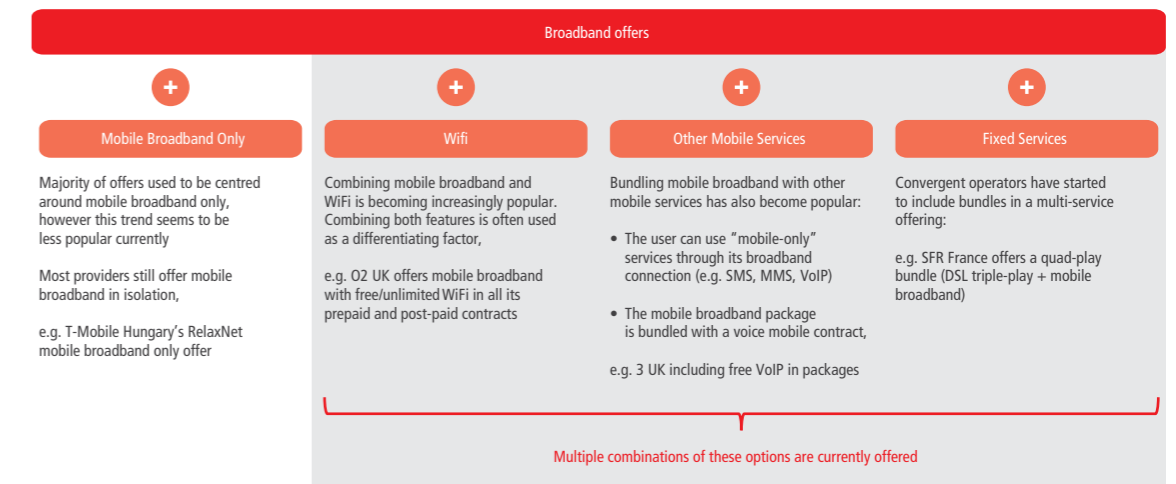 Broadband offers
+
+
+
+
Mobile Broadband Only
Majority of offers used to be centred
around mobile broadband only,
however this trend seems to be
less popular currently
Most providers still offer mobile
broadband in isolation,
e.g. T-Mobile Hungary's RelaxNet
mobile broadband only offer
Wifi
Combining mobile broadband and
WiFi is becoming increasingly popular.
Combining both features is often used
as a differentiating factor,
e.g. O2 UK offers mobile broadband
with free/unlimited WiFi in all its
prepaid and post-paid contracts
Other Mobile Services
Bundling mobile broadband with other
mobile services has also become popular:
• The user can use "mobile-only"
services through its broadband
connection (e.g. SMS, MMS, VoIP)
• The mobile broadband package
is bundled with a voice mobile contract,
e.g. 3 UK including free VoIP in packages
Fixed Services
Convergent operators have started
to include bundles in a multi-service
offering:
e.g. SFR France offers a quad-play
bundle (DSL triple-play + mobile
broadband)
Multiple combinations of these options are currently offered